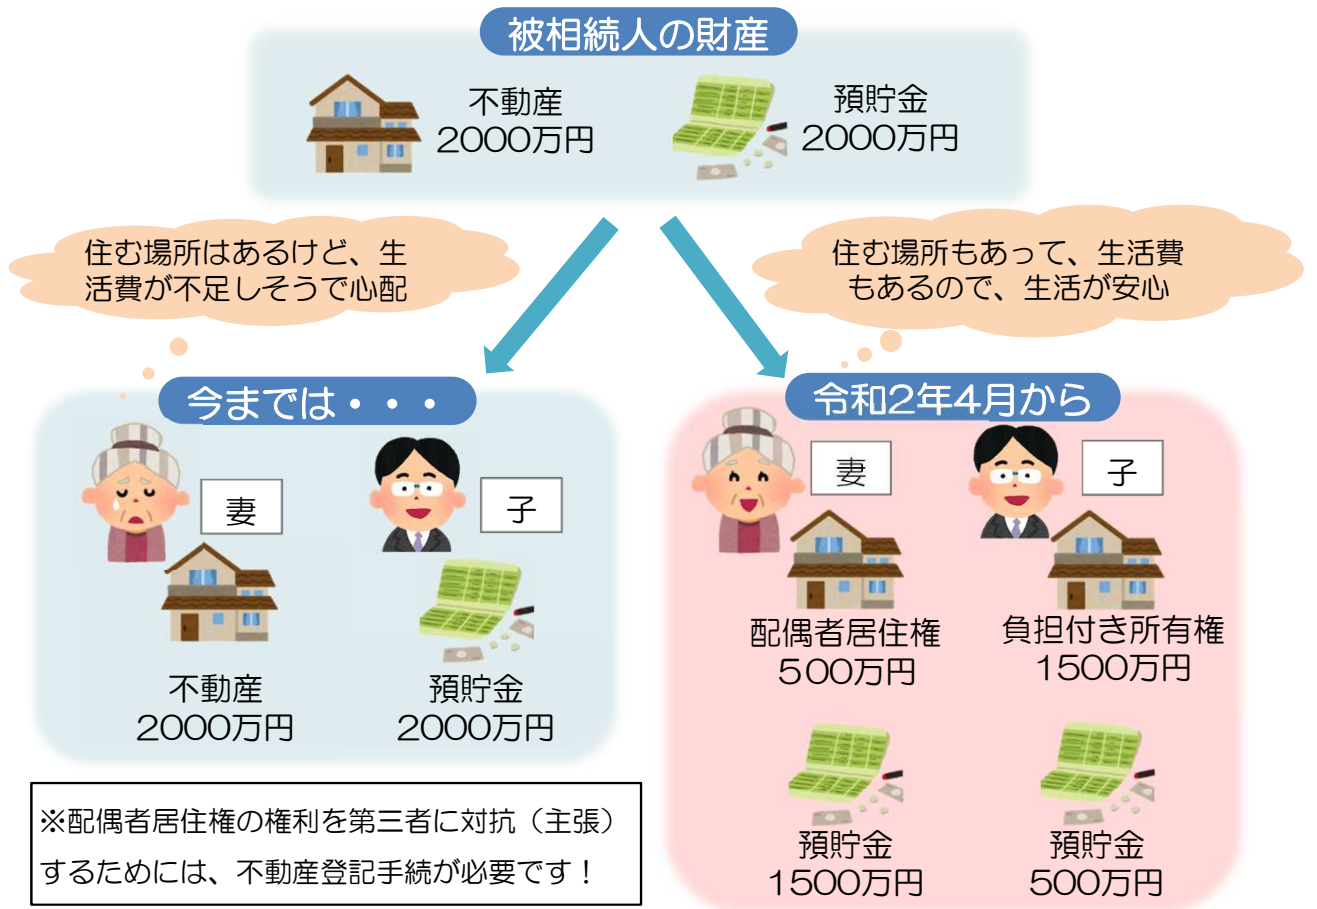 被相続人の財産
不動産
2000万円
預貯金
2000万円
住む場所はあるけど、生
活費が不足しそうで心配
住む場所もあって、生活費
もあるので、生活が安心
今までは・・・
妻
子
不動産
2000万円
預貯金
2000万円
※配偶者居住権の権利を第三者に対抗（主張）
するためには、不動産登記手続が必要です！
令和2年4月から
妻
子
配偶者居住権
500万円
負担付き所有権
1500万円
預貯金
1500万円
預貯金
500万円